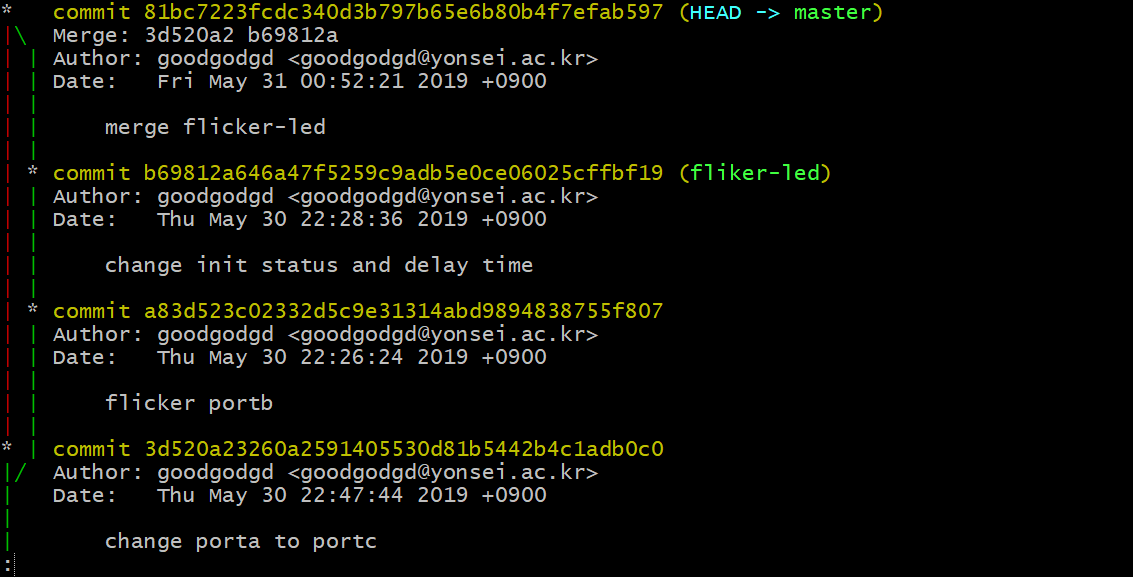 *   commit 81bc7223fcdc340d3b797b65e6b80b4f7efab597 (HEAD -> master)
|\  Merge: 3d520a2 b69812a
| | Author: goodgodgd <goodgodgd@yonsei.ac.kr>
| | Date:   Fri May 31 00:52:21 2019 +0900
| |
| |     merge flicker-led
| |
| * commit b69812a646a47f5259c9adb5e0ce06025cffbf19 (fliker-led)
| | Author: goodgodgd <goodgodgd@yonsei.ac.kr>
| | Date:   Thu May 30 22:28:36 2019 +0900
| |
| |     change init status and delay time
| |
| * commit a83d523c02332d5c9e31314abd9894838755f807
| | Author: goodgodgd <goodgodgd@yonsei.ac.kr>
| | Date:   Thu May 30 22:26:24 2019 +0900
| |
| |     flicker portb
| |
* | commit 3d520a23260a2591405530d81b5442b4c1adb0c0
|/  Author: goodgodgd <goodgodgd@yonsei.ac.kr>
|   Date:   Thu May 30 22:47:44 2019 +0900
|
|       change porta to portc
: